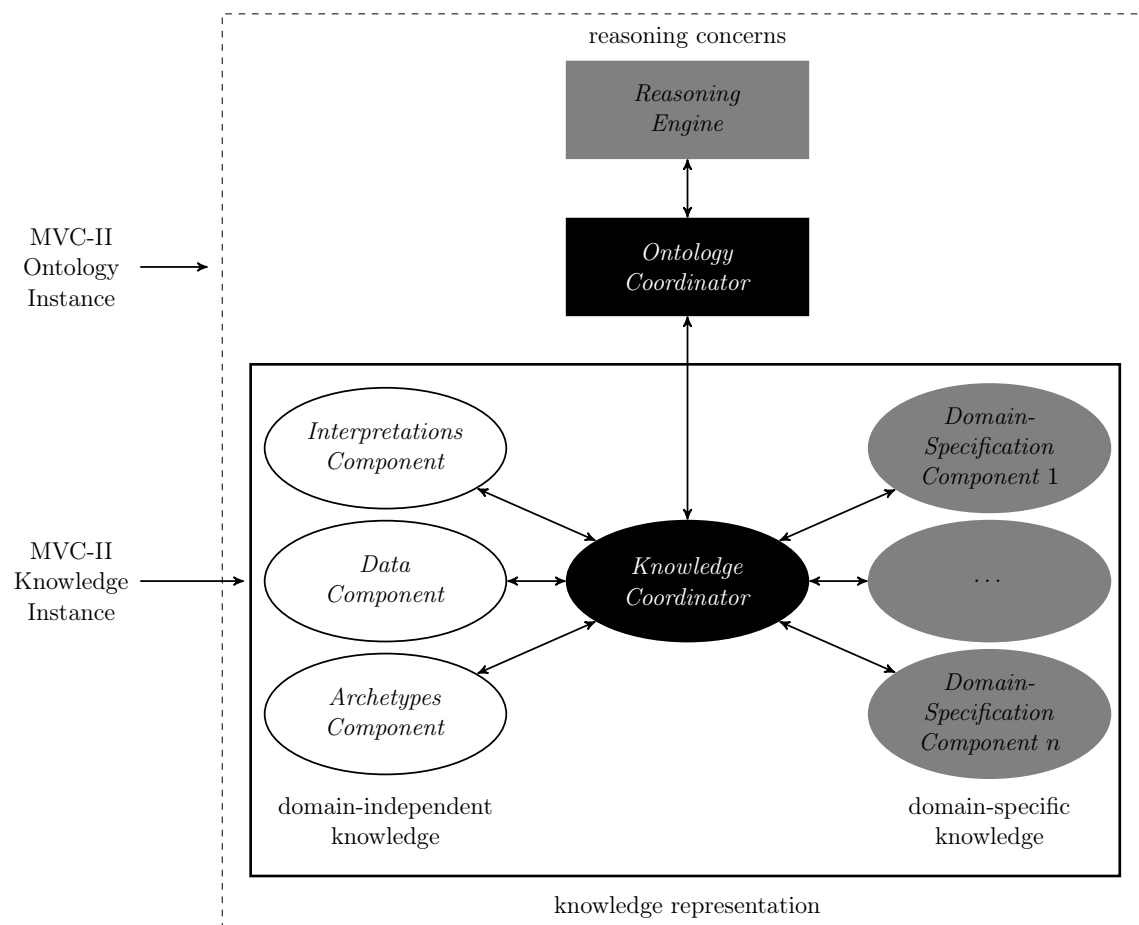 reasoning concerns
Reasoning
Engine
MVC-II
Ontology
Instance
Ontology
Coordinator
Interpretations
Component
Domain-
Specification
Component 1
MVC-II
Knowledge
Instance
Data
Component
Knowledge
Coordinator
...
Archetypes
Component
Domain-
Specification
Component n
domain-independent
knowledge
domain-specific
knowledge
knowledge representation